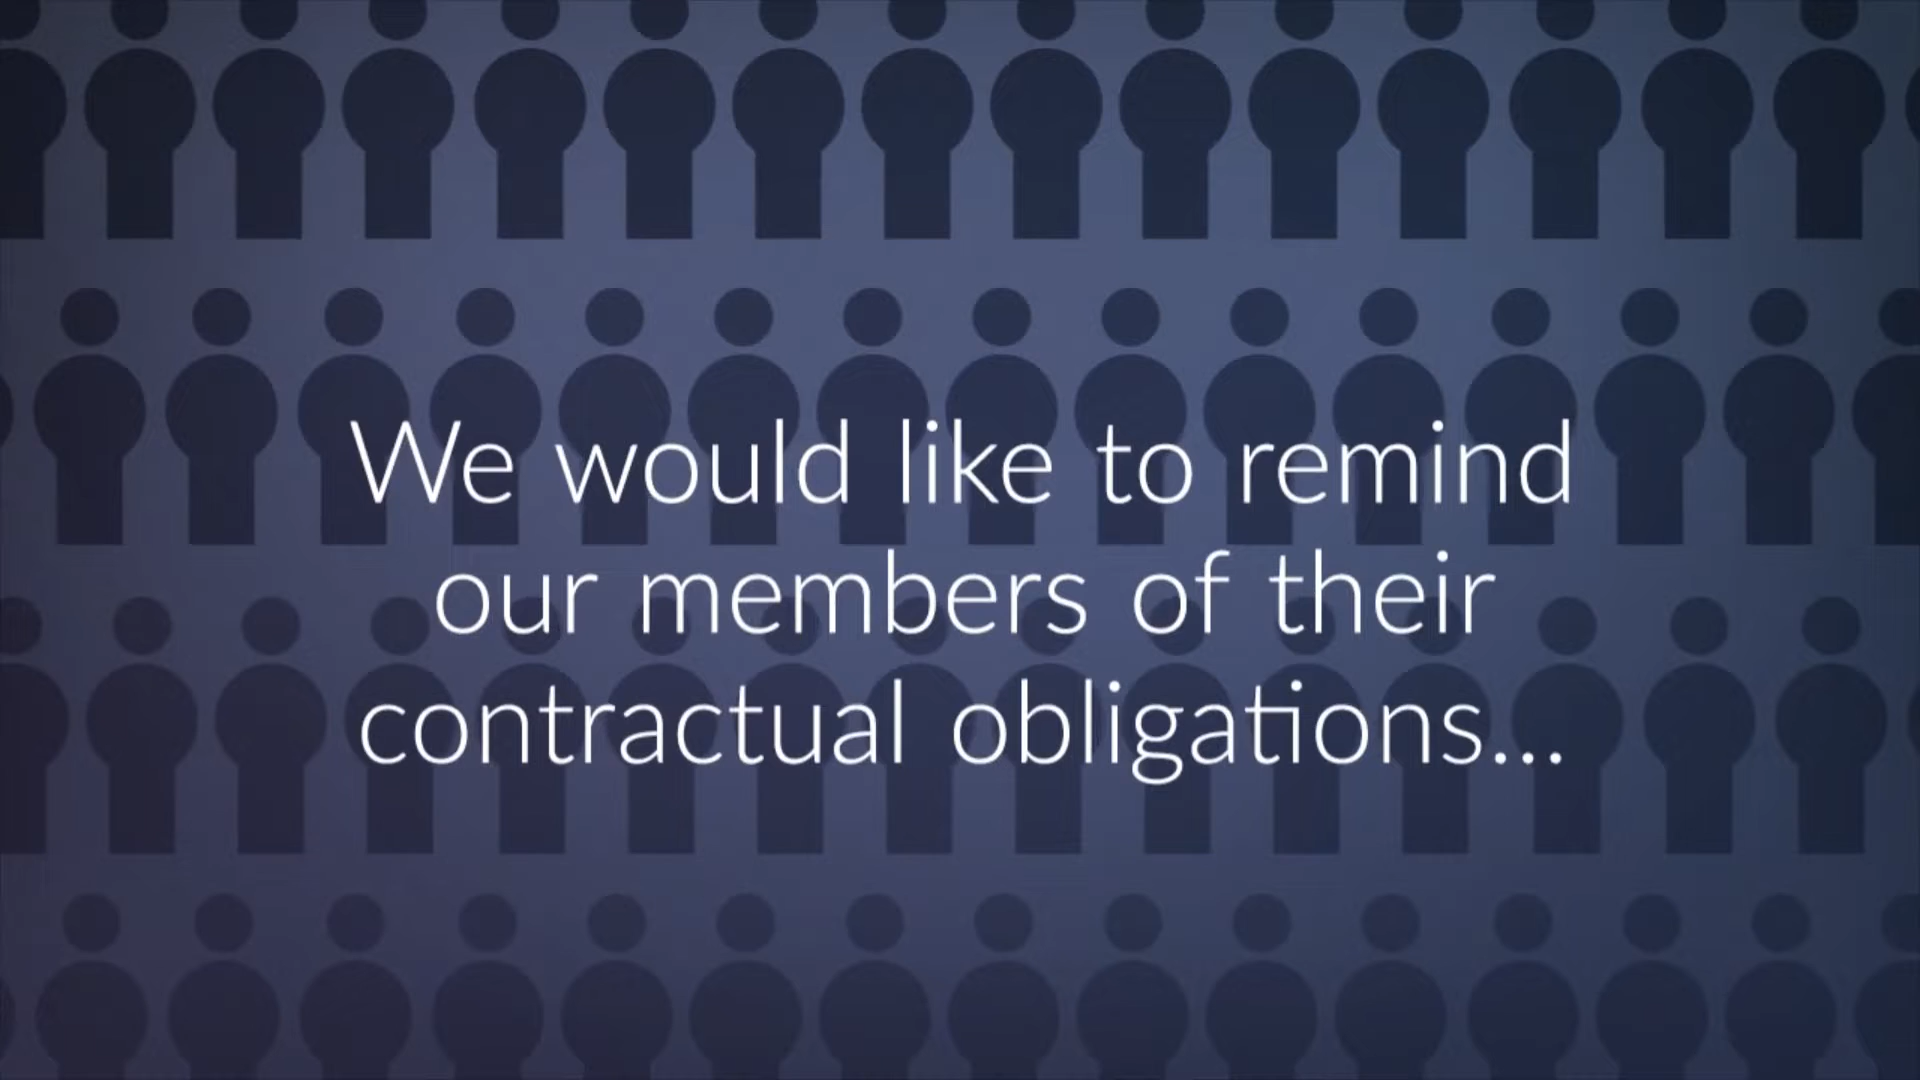 We would like to remind
our members of their
contractual obligations...